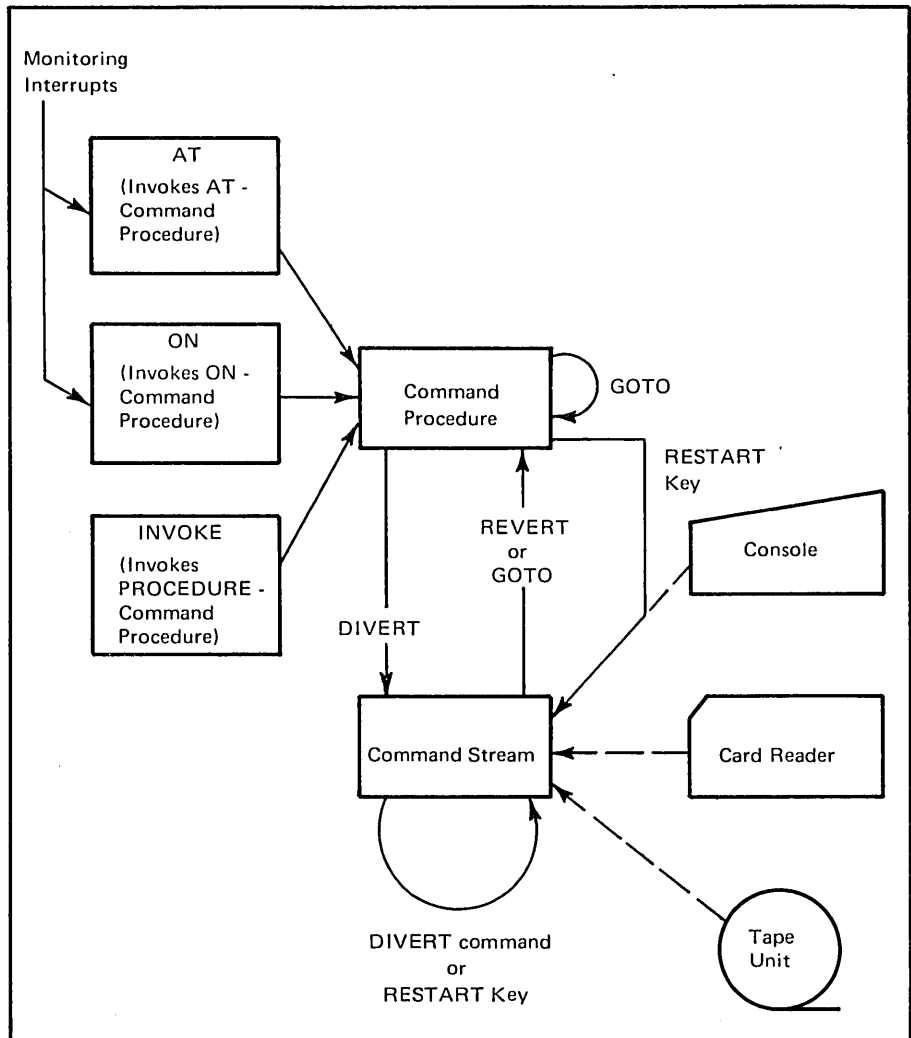 Monitoring
Interrupts
AT
(Invokes AT -
Command
Procedure)
ON
(Invokes ON -
Command
Procedure)
INVOKE
(Invokes
PROCEDURE -
Command
Procedure)
Command
Procedure
GOTO
RESTART
Key
REVERT
or
GOTO
DIVERT
Console
Command Stream
Card Reader
DIVERT command
or
RESTART Key
Tape
Unit